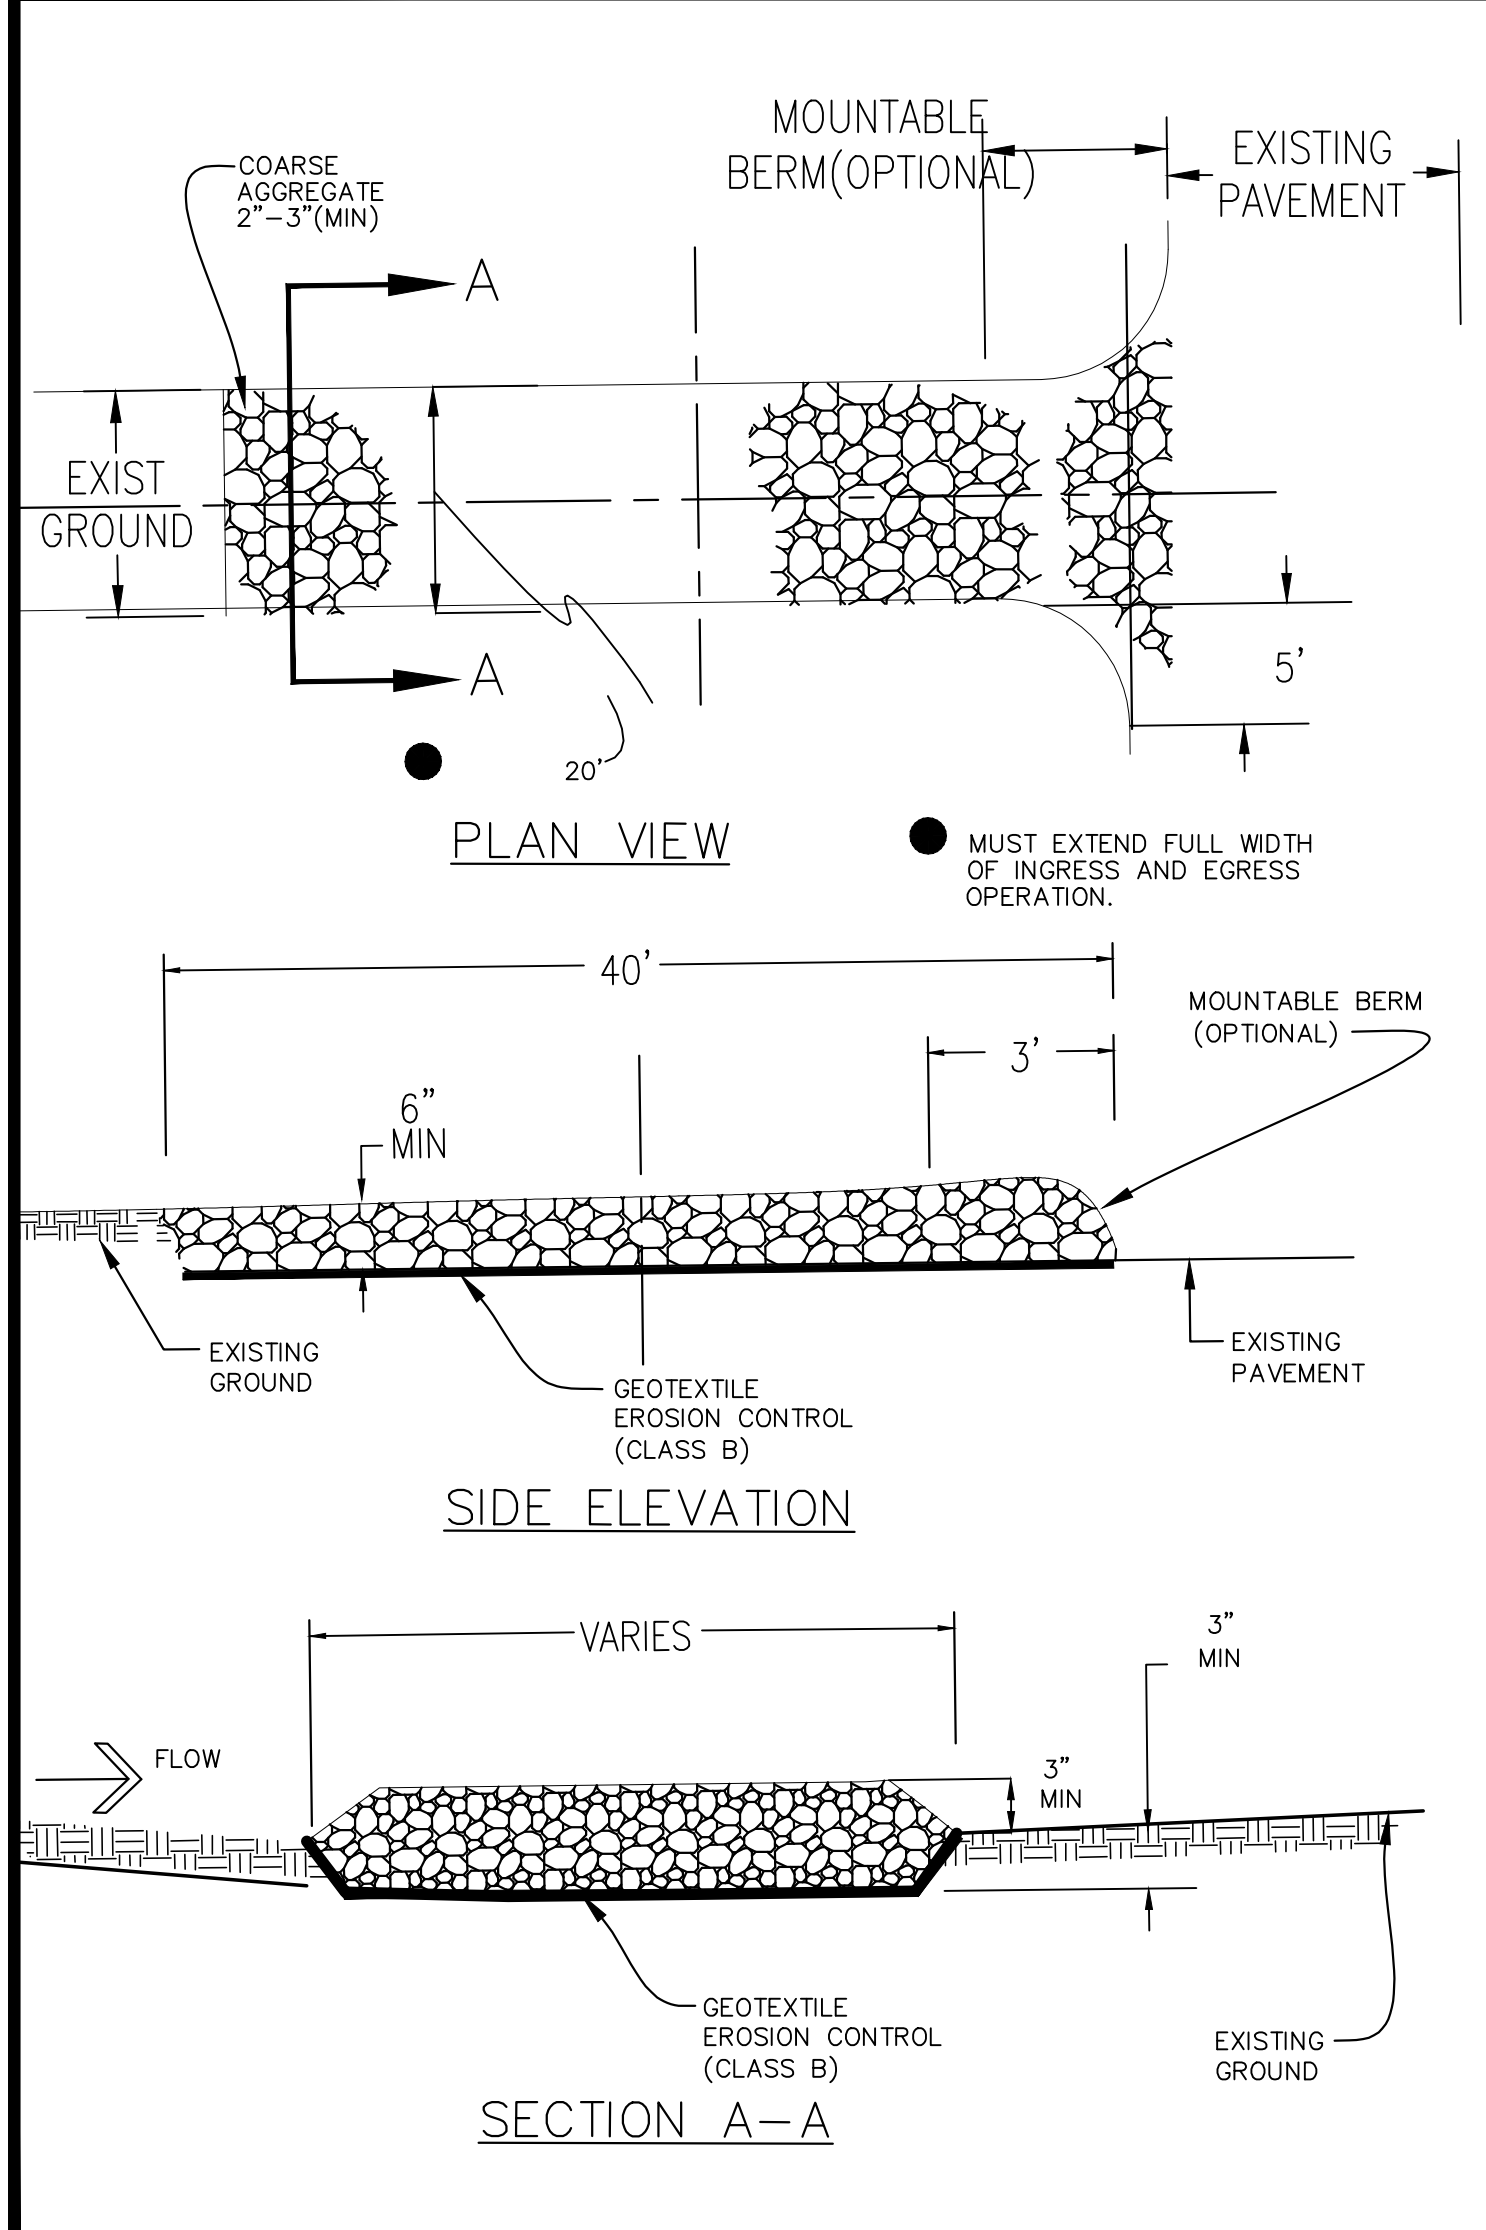 MOUNTABLE
BERM(OPTIONAL)
EXISTING
PAVEMENT
COARSE
AGGREGATE
2"-3"(MIN)
A
EXIST
GROUND
5'
A
20'
PLAN VIEW
MUST EXTEND FULL WIDTH
OF INGRESS AND EGRESS
OPERATION.
40'
MOUNTABLE BERM
(OPTIONAL)
3'
6"
MIN
EXISTING
GROUND
EXISTING
PAVEMENT
GEOTEXTILE
EROSION CONTROL
(CLASS B)
SIDE ELEVATION
VARIES
3"
MIN
FLOW
3"
MIN
GEOTEXTILE
EROSION CONTROL
(CLASS B)
EXISTING
GROUND
SECTION A-A